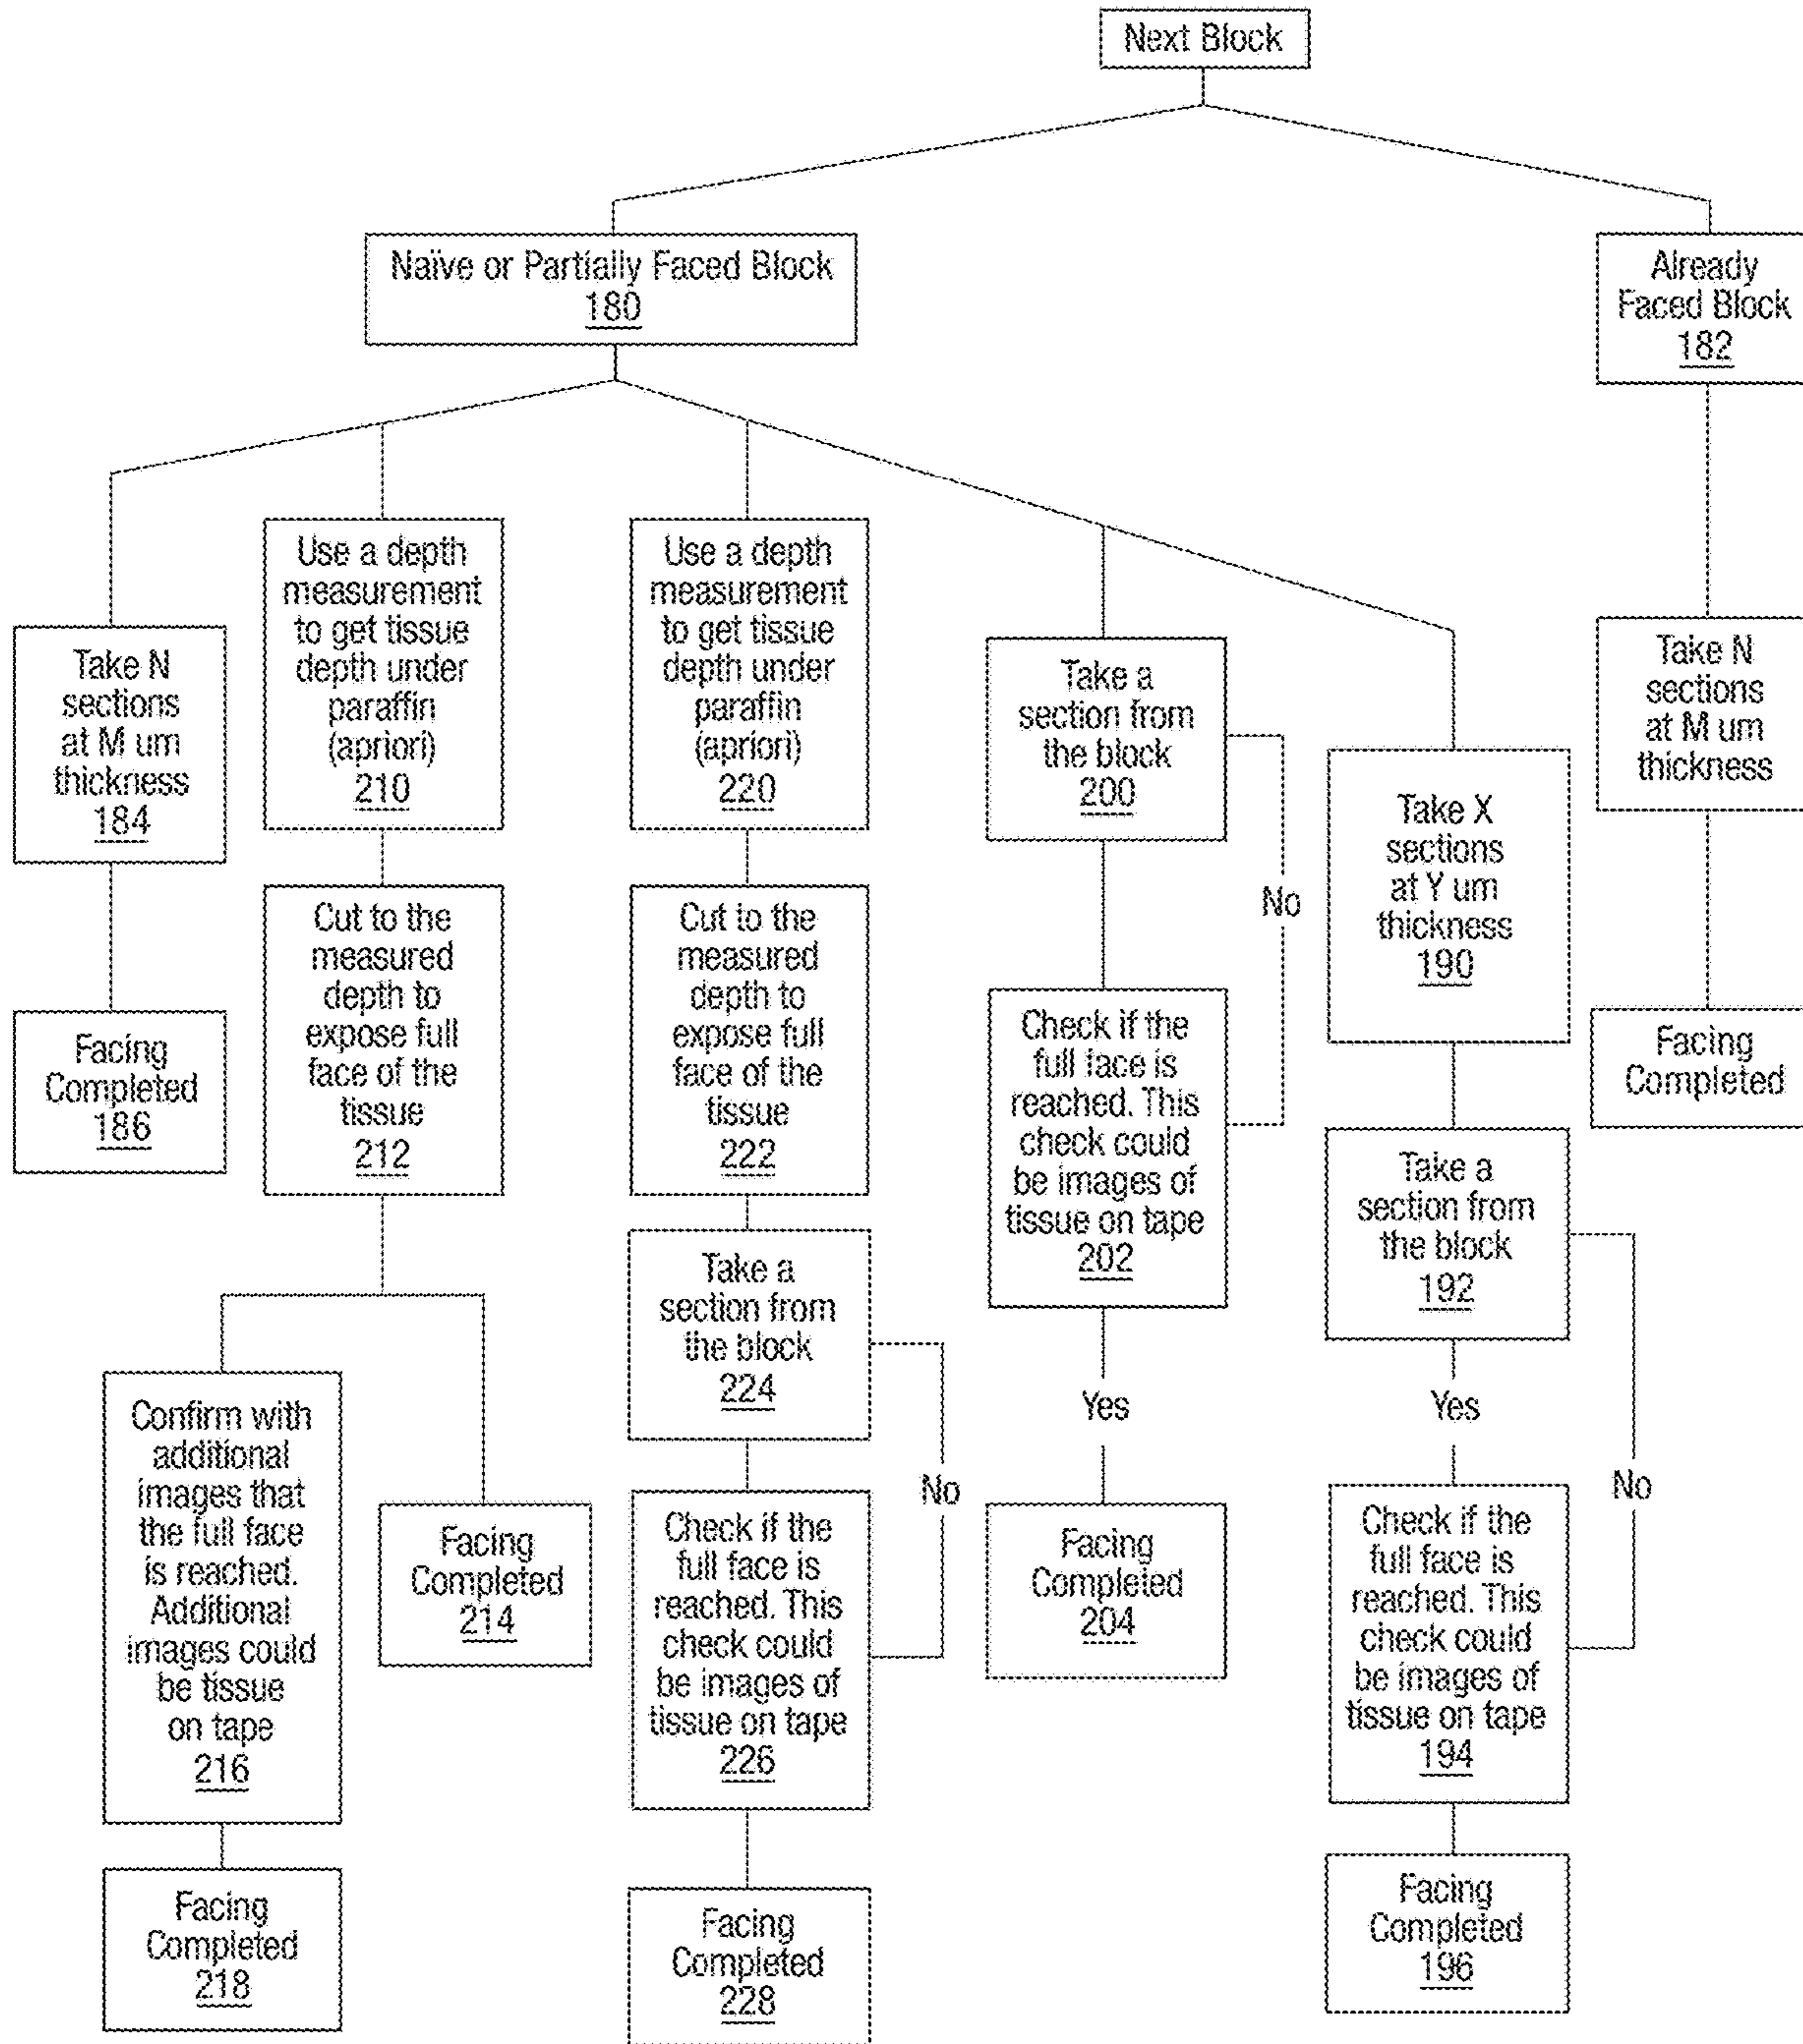 Next Block
Naïve or Partially Faced Block
180
Already
Faced Block
182
Take N
sections
at M um
thickness
184
Facing
Completed
186
Use a depth
measurement
to get tissue
depth under
paraffin
(apriori)
210
Cut to the
measured
depth to
expose full
face of the
tissue
212
Confirm with
additional
images that
the full face
is reached.
Additional
images could
be tissue
on tape
216
Facing
Completed
218
Facing
Completed
214
Use a depth
measurement
to get tissue
depth under
paraffin
(apriori)
220
Cut to the
measured
depth to
expose full
face of the
tissue
222
Take a
section from
the block
224
No
Check if the
full face is
reached. This
check could
be images of
tissue on tape
226
Facing
Completed
228
Take a
section from
the block
200
No
Check if the
full face is
reached. This
check could
be images of
tissue on tape
202
Yes
Facing
Completed
204
Take X
sections
at Y um
thickness
190
Take a
section from
the block
192
Yes
No
Check if the
full face is
reached. This
check could
be images of
tissue on tape
194
Facing
Completed
196
Take N
sections
at M um
thickness
Facing
Completed